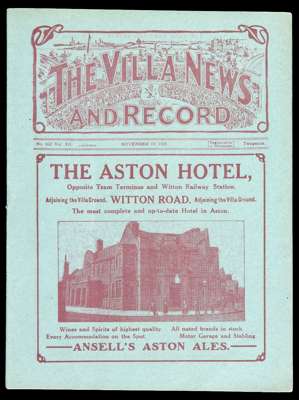 THE VILLA NEWS
AND RECORD
NOVEMBER
Twopence.
THE ASTON HOTEL,
Opposite Tram Terminus and Witton Railway Station.
Adjoining the Villa Ground. WITTON ROAD. Adjoining the Villa Ground.
The most complete and up-to-date Hotel in Aston.
Wines and Spirits of highest quality. All noted brands in stock.
Every Accommodation on the Spot. Motor Garage and Stabling.
ANSELL'S ASTON ALES.